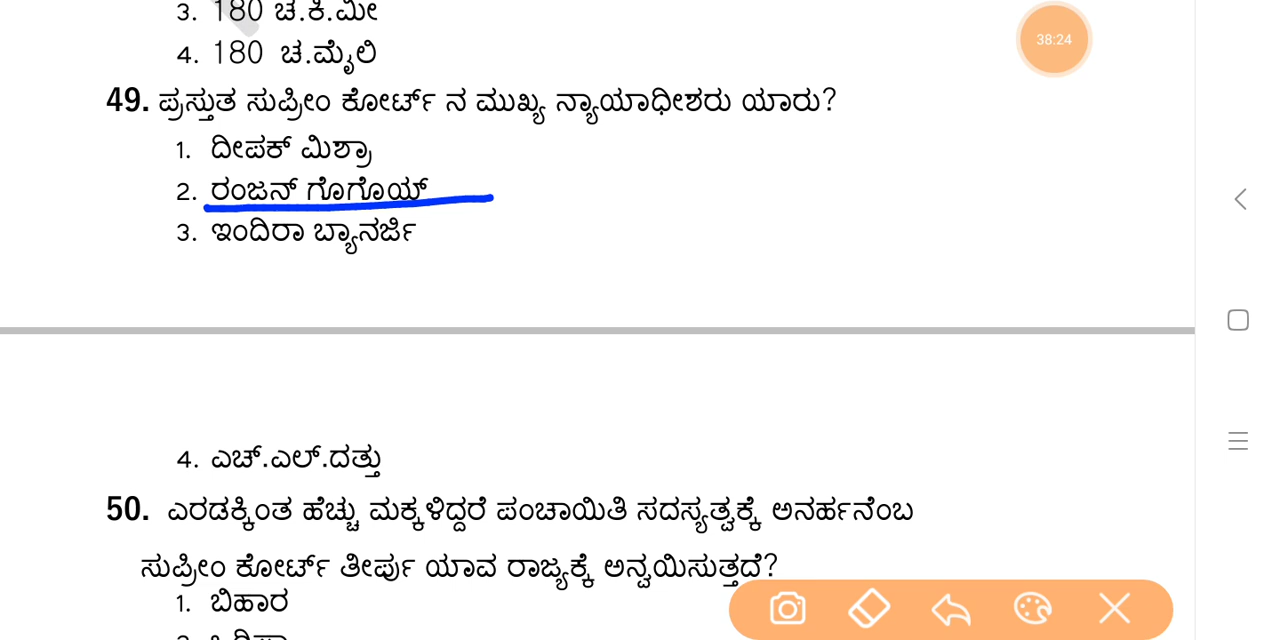 3. 180 ಚ.ಕಿ.ಮೀ
38:24
4. 180 ಚ.ಮೈಲಿ
49. ಪ್ರಸ್ತುತ ಸುಪ್ರೀಂ ಕೋರ್ಟ್ ನ ಮುಖ್ಯ ನ್ಯಾಯಾಧೀಶರು ಯಾರು?
1. ದೀಪಕ್ ಮಿಶ್ರಾ
2. ರಂಜನ್ ಗೊಗೊಯ್
3. ಇಂದಿರಾ ಬ್ಯಾನರ್ಜಿ
4. ಎಚ್.ಎಲ್.ದತ್ತು
50. ಎರಡಕ್ಕಿಂತ ಹೆಚ್ಚು ಮಕ್ಕಳಿದ್ದರೆ ಪಂಚಾಯಿತಿ ಸದಸ್ಯತ್ವಕ್ಕೆ ಅನರ್ಹನೆಂಬ
ಸುಪ್ರೀಂ ಕೋರ್ಟ್ ತೀರ್ಪು ಯಾವ ರಾಜ್ಯಕ್ಕೆ ಅನ್ವಯಿಸುತ್ತದೆ?
1. ಬಿಹಾರ